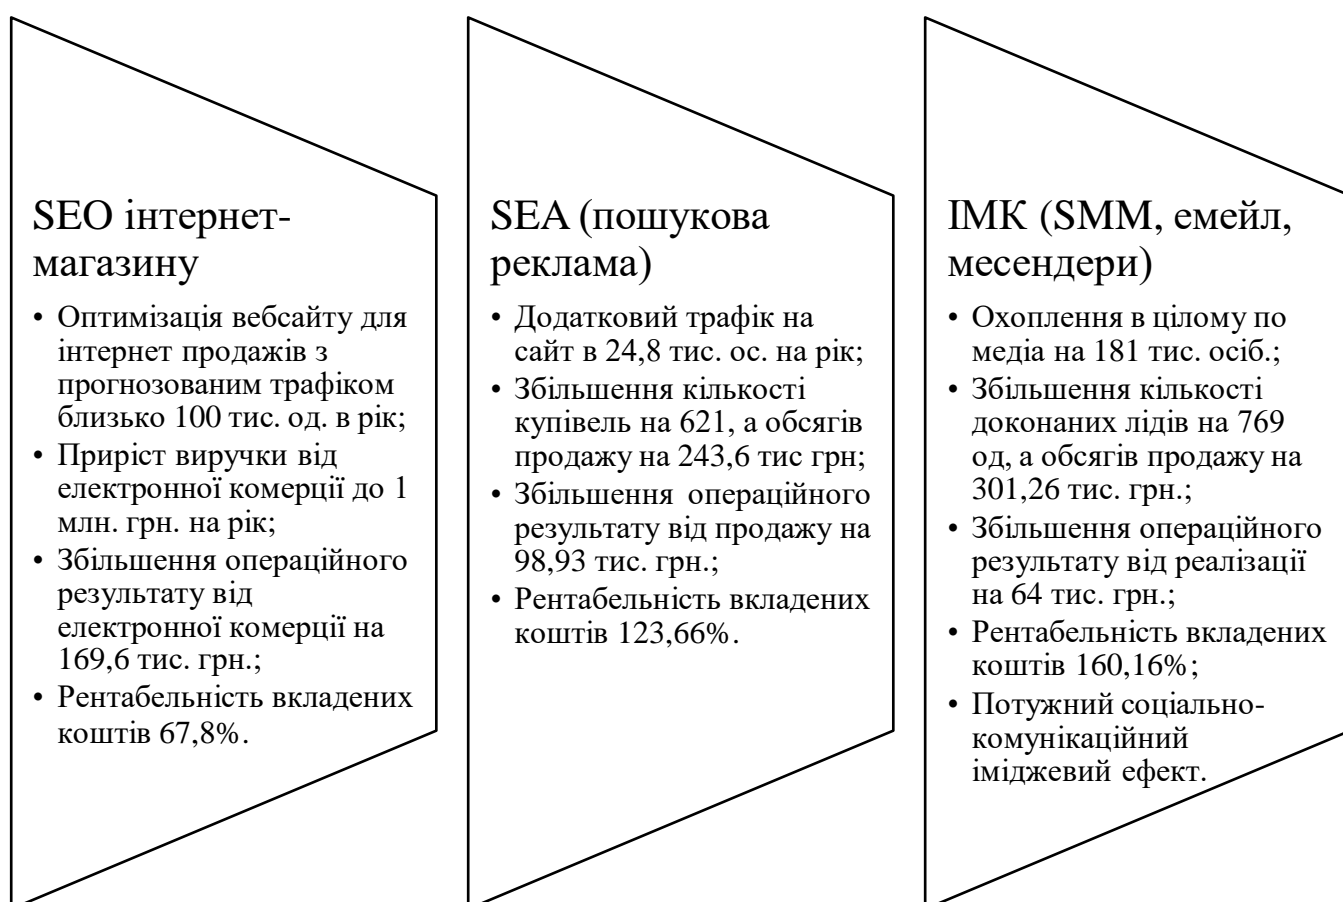 SEO інтернет-
магазину
• Оптимізація вебсайту для
інтернет продажів з
прогнозованим трафіком
близько 100 тис. од. в рік;
• Приріст виручки від
електронної комерції до 1
млн. грн. на рік;
• Збільшення операційного
результату від
електронної комерції на
169,6 тис. грн.;
• Рентабельність вкладених
коштів 67,8%.
SEA (пошукова
реклама)
• Додатковий трафік на
сайт в 24,8 тис. ос. на рік;
• Збільшення кількості
купівель на 621, а обсягів
продажу на 243,6 тис грн;
• Збільшення операційного
результату від продажу на
98,93 тис. грн.;
• Рентабельність вкладених
коштів 123,66%.
ІМК (SMM, емейл,
месендери)
• Охоплення в цілому по
медіа на 181 тис. осіб.;
• Збільшення кількості
доконаних лідів на 769
од, а обсягів продажу на
301,26 тис. грн.;
• Збільшення операційного
результату від реалізації
на 64 тис. грн.;
• Рентабельність вкладених
коштів 160,16%;
• Потужний соціально-
комунікаційний
іміджевий ефект.